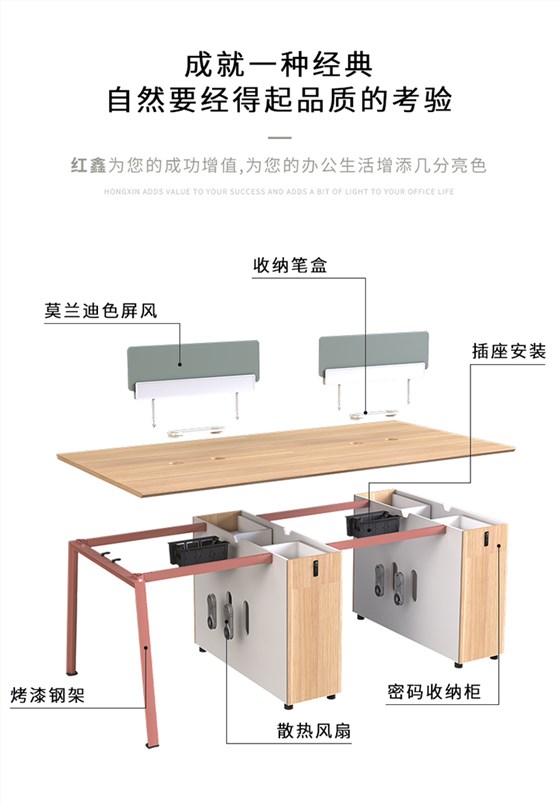 成就一种经典
自然要经得起品质的考验
红鑫为您的成功增值,为您的办公生活增添几分亮色
HONGXIN ADDS VALUE TO YOUR SUCCESS AND ADDS A BIT OF LIGHT TO YOUR OFFICE LIFE
收纳笔盒
莫兰迪色屏风
插座安装
烤漆钢架
密码收纳柜
散热风扇